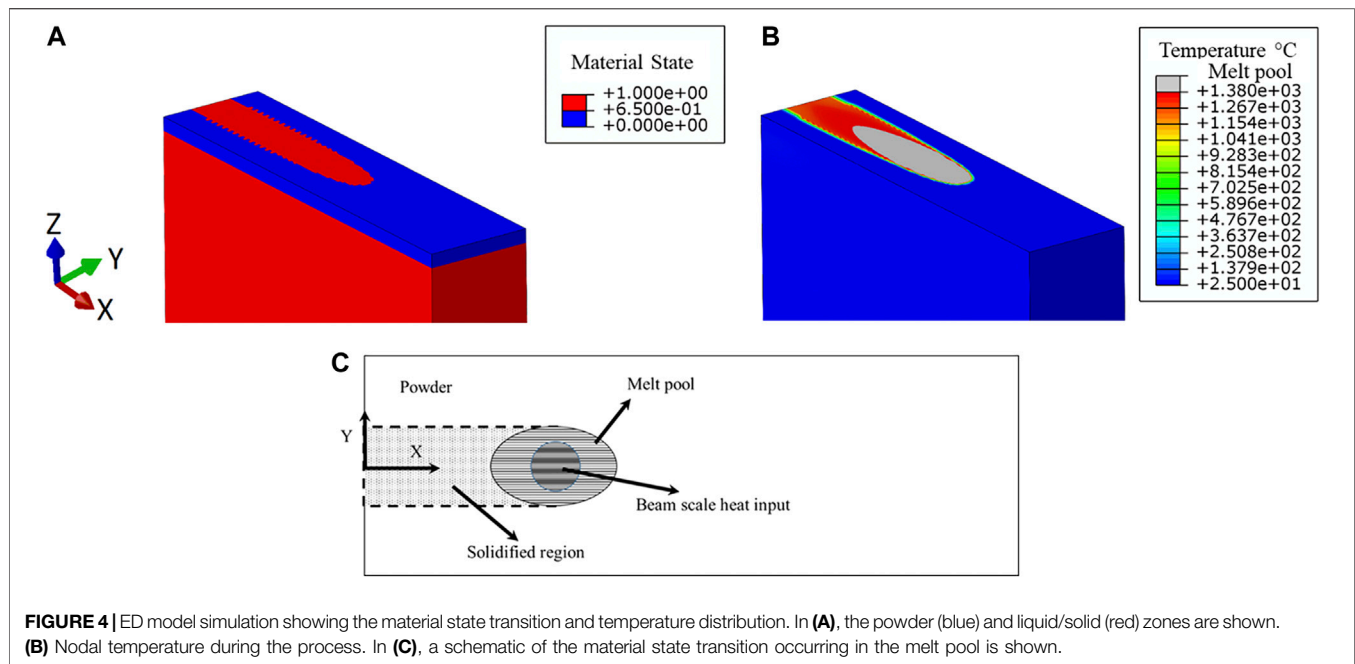 A
Material State
+1.000e+00
+6.500e-01
+0.000e+00
Z
Y
X
B
Temperature °C
Melt pool
+1.380e+03
+1.267e+03
+1.154e+03
+1.041e+03
+9.283e+02
+8.154e+02
+7.025e+02
+5.896e+02
+4.767e+02
+3.637e+02
+2.508e+02
+1.379e+02
+2.500e+01
C
Powder
Melt pool
Y
X
Beam scale heat input
Solidified region
FIGURE 4 | ED model simulation showing the material state transition and temperature distribution. In (A), the powder (blue) and liquid/solid (red) zones are shown.
(B) Nodal temperature during the process. In (C), a schematic of the material state transition occurring in the melt pool is shown.